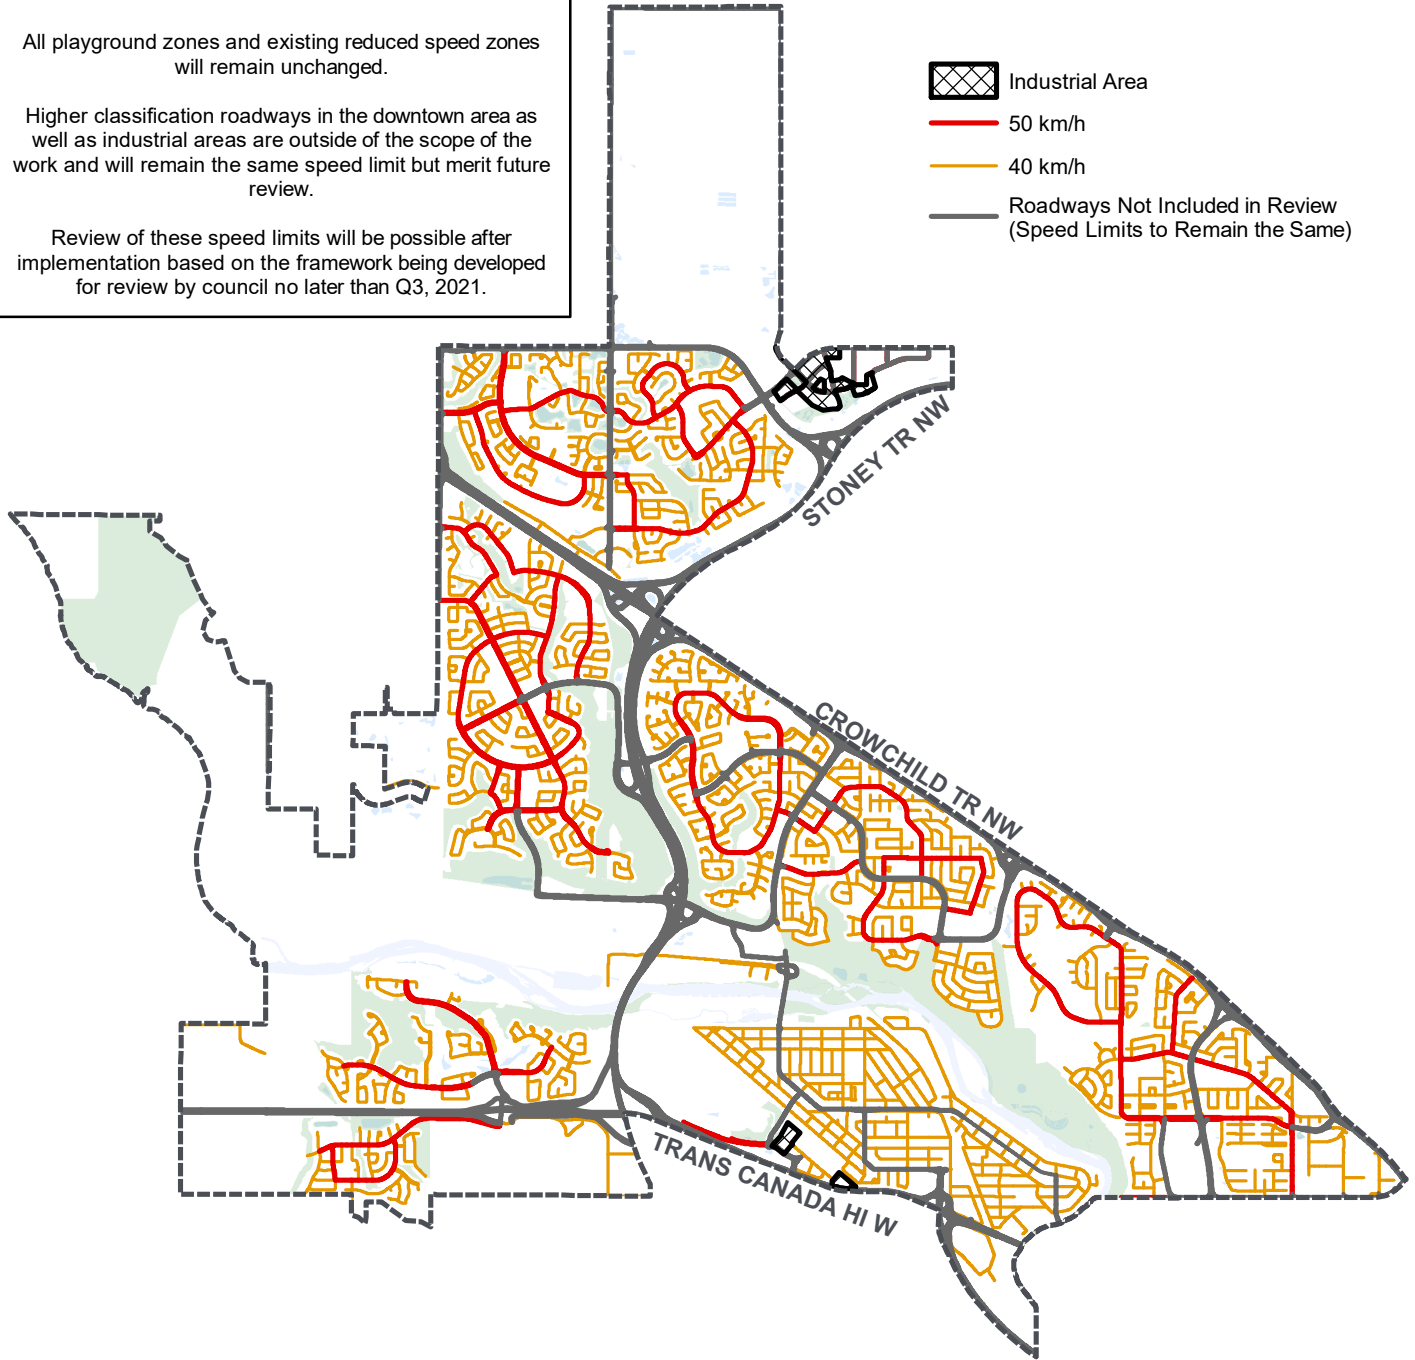 All playground zones and existing reduced speed zones
will remain unchanged.
Higher classification roadways in the downtown area as
well as industrial areas are outside of the scope of the
work and will remain the same speed limit but merit future
review.
Review of these speed limits will be possible after
implementation based on the framework being developed
for review by council no later than Q3, 2021.
Industrial Area
50 km/h
40 km/h
Roadways Not Included in Review
(Speed Limits to Remain the Same)
STONEY TR NW
CROWCHILD TR NW
TRANS CANADA HI W